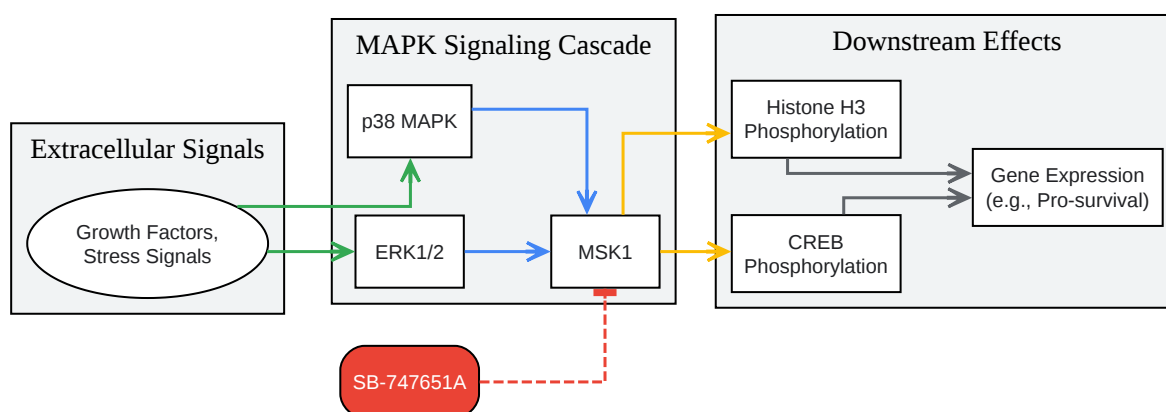 Extracellular Signals
Growth Factors,
Stress Signals
MAPK Signaling Cascade
p38 MAPK
ERK1/2
MSK1
SB-747651A
Downstream Effects
Histone H3
Phosphorylation
CREB
Phosphorylation
Gene Expression
(e.g., Pro-survival)